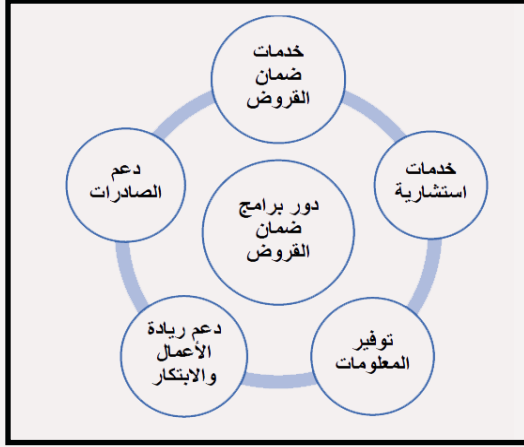 خدمات
ضمان
القروض
خدمات
استشارية
دعم
الصادرات
دور برامج
ضمان
القروض
توفير
المعلومات
دعم ريادة
الأعمال
والابتكار